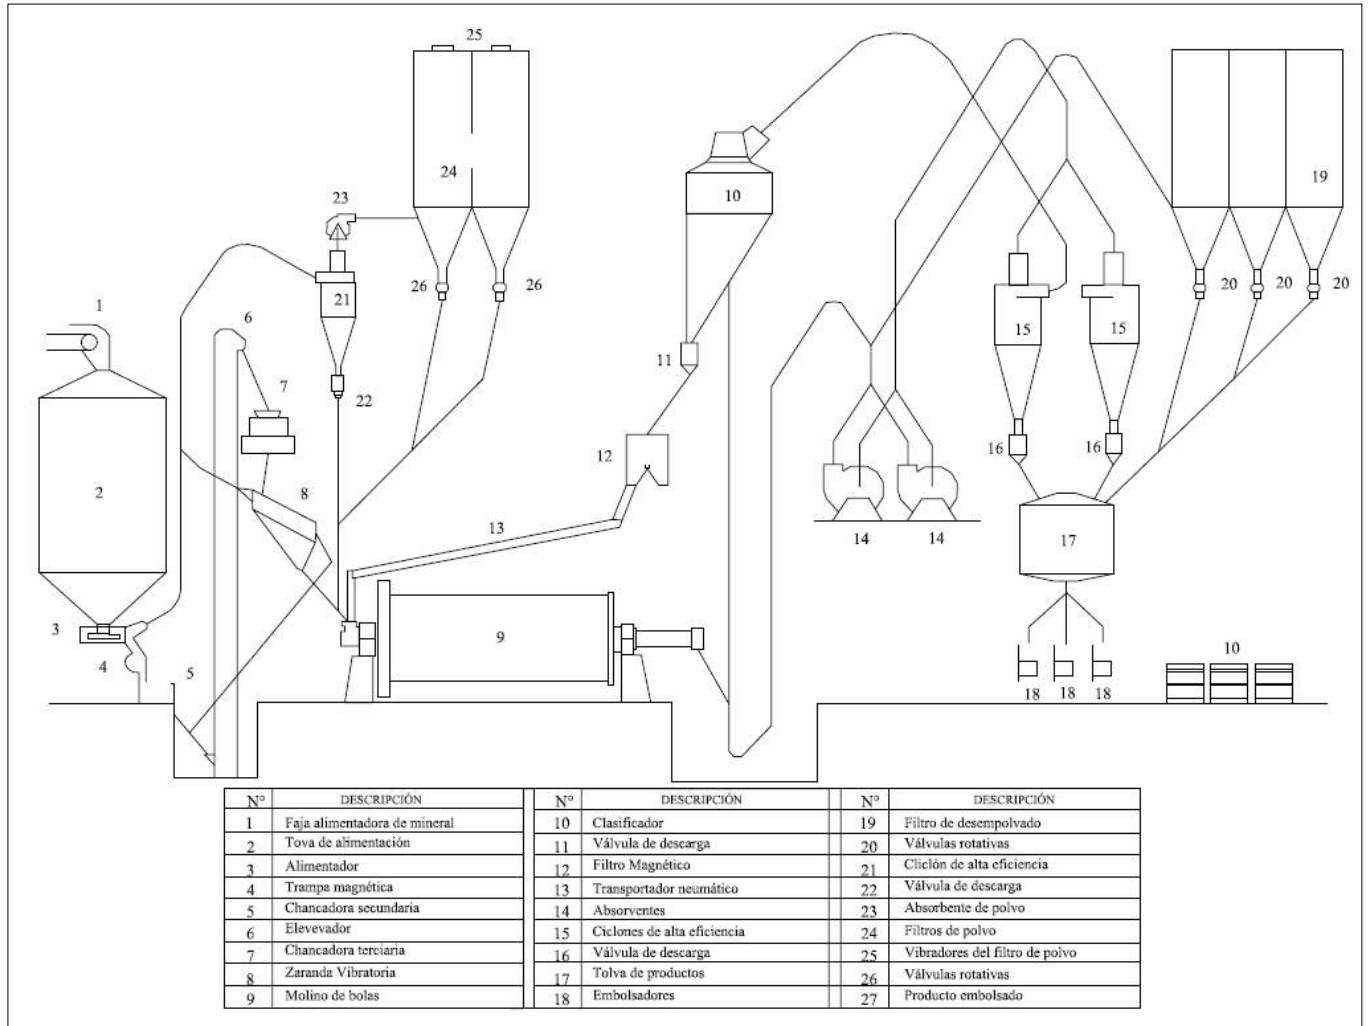 25
1
23
24
26
26
21
6
7
22
2
8
3
4
5
13
9
10
11
12
14
14
15
15
16
16
17
18
18
18
19
20
20
20
10
N° DESCRIPCIÓN
1 Faja alimentadora de mineral
2 Tova de alimentación
3 Alimentador
4 Trampa magnética
5 Chancadora secundaria
6 Elevevador
7 Chancadora terciaria
8 Zaranda Vibratoria
9 Molino de bolas
N° DESCRIPCIÓN
10 Clasificador
11 Válvula de descarga
12 Filtro Magnético
13 Transportador neumático
14 Absorventes
15 Ciclones de alta eficiencia
16 Válvula de descarga
17 Tolva de productos
18 Embolsadores
N° DESCRIPCIÓN
19 Filtro de desempolvado
20 Válvulas rotativas
21 Cliclón de alta eficiencia
22 Válvula de descarga
23 Absorbente de polvo
24 Filtros de polvo
25 Vibradores del filtro de polvo
26 Válvulas rotativas
27 Producto embolsado